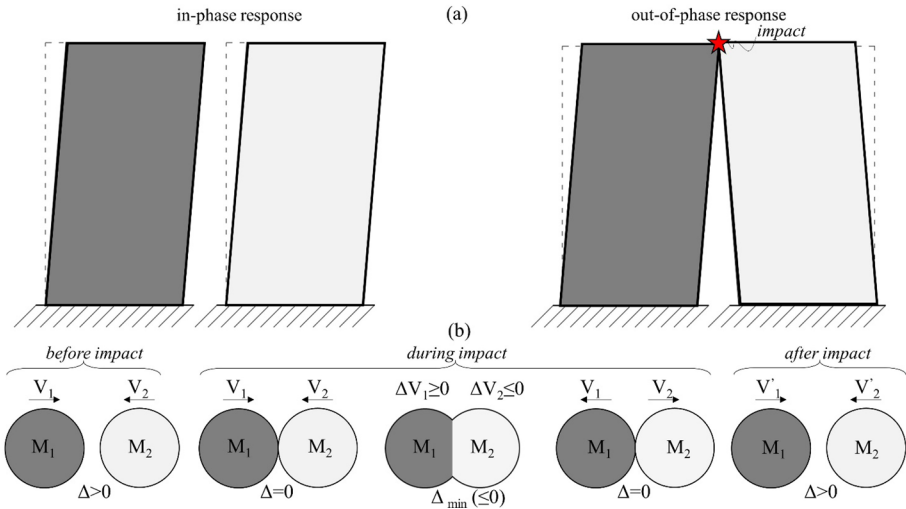 in-phase response
(a)
out-of-phase response
impact
(b)
before impact
during impact
after impact
V₁
V₂
V₁
V₂
ΔV₁≥0
ΔV₂≤0
V₁
V₂
V'₁
V'₂
M₁
M₂
M₁
M₂
M₁
M₂
M₁
M₂
M₁
M₂
Δ>0
Δ=0
Δ min (≤0)
Δ=0
Δ>0